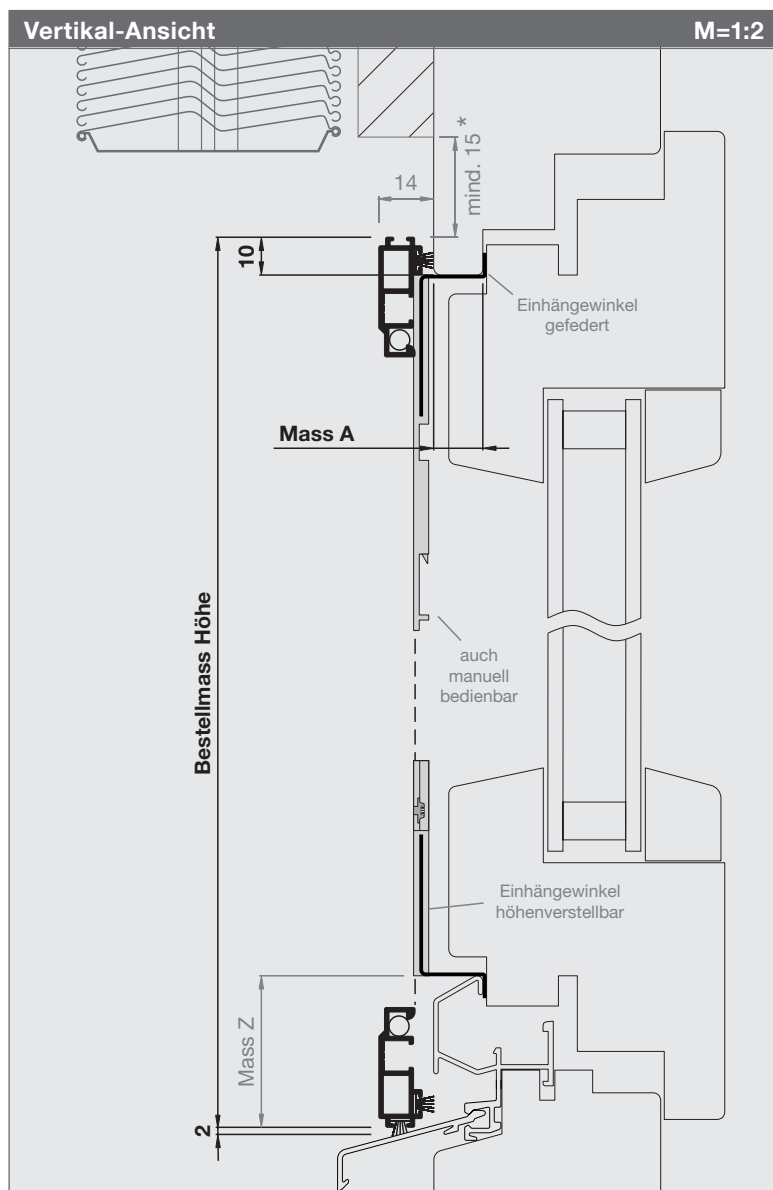 Vertikal-Ansicht M=1:2
mind. 15 *
14
10
Einhängewinkel
gefedert
Mass A
Bestellmass Höhe
auch
manuell
bedienbar
Einhängewinkel
höhenverstellbar
Mass Z
2